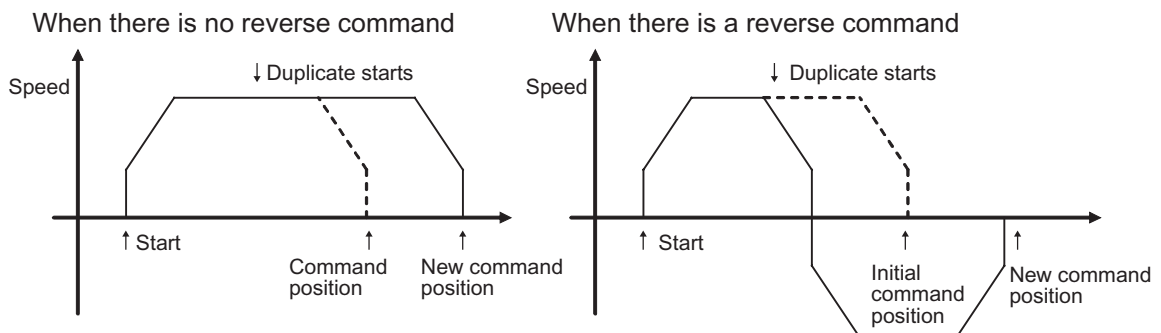 When there is no reverse command
Speed
↓ Duplicate starts
↑ Start
↑
Command
position
↑
New command
position
When there is a reverse command
Speed
↓ Duplicate starts
↑ Start
↑
Initial
command
position
↑
New command
position